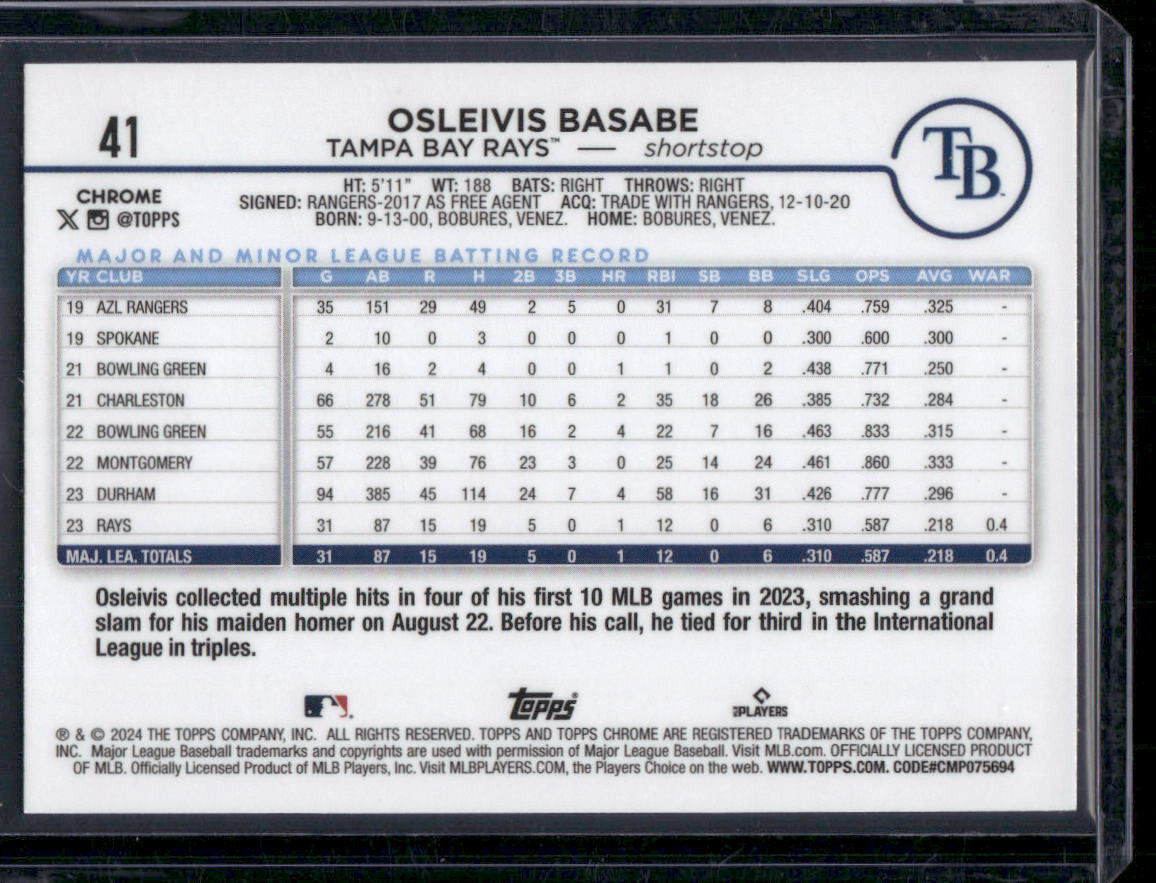 41
OSLEIVIS BASABE
TAMPA BAY RAYS™ — shortstop
TB
CHROME
@TOPPS
HT: 5'11" WT: 188 BATS: RIGHT THROWS: RIGHT
SIGNED: RANGERS-2017 AS FREE AGENT ACQ: TRADE WITH RANGERS, 12-10-20
BORN: 9-13-00, BOBURES, VENEZ. HOME: BOBURES, VENEZ.
MAJOR AND MINOR LEAGUE BATTING RECORD
YR CLUB G AB R H 2B 3B HR RBI SB BB SLG OPS AVG WAR
19 AZL RANGERS 35 151 29 49 2 5 0 31 7 8 .404 .759 .325 -
19 SPOKANE 2 10 0 3 0 0 0 1 0 0 .300 .600 .300 -
21 BOWLING GREEN 4 16 2 4 0 0 1 1 0 2 .438 .771 .250 -
21 CHARLESTON 66 278 51 79 10 6 2 35 18 26 .385 .732 .284 -
22 BOWLING GREEN 55 216 41 68 16 2 4 22 7 16 .463 .833 .315 -
22 MONTGOMERY 57 228 39 76 23 3 0 25 14 24 .461 .860 .333 -
23 DURHAM 94 385 45 114 24 7 4 58 16 31 .426 .777 .296 -
23 RAYS 31 87 15 19 5 0 1 12 0 6 .310 .587 .218 0.4
MAJ. LEA. TOTALS 31 87 15 19 5 0 1 12 0 6 .310 .587 .218 0.4
Osleivis collected multiple hits in four of his first 10 MLB games in 2023, smashing a grand
slam for his maiden homer on August 22. Before his call, he tied for third in the International
League in triples.
Topps®
PLAYERS
® & © 2024 THE TOPPS COMPANY, INC. ALL RIGHTS RESERVED. TOPPS AND TOPPS CHROME ARE REGISTERED TRADEMARKS OF THE TOPPS COMPANY,
INC. Major League Baseball trademarks and copyrights are used with permission of Major League Baseball. Visit MLB.com. OFFICIALLY LICENSED PRODUCT
OF MLB. Officially Licensed Product of MLB Players, Inc. Visit MLBPLAYERS.COM, the Players Choice on the web. WWW.TOPPS.COM. CODE#CMP075694